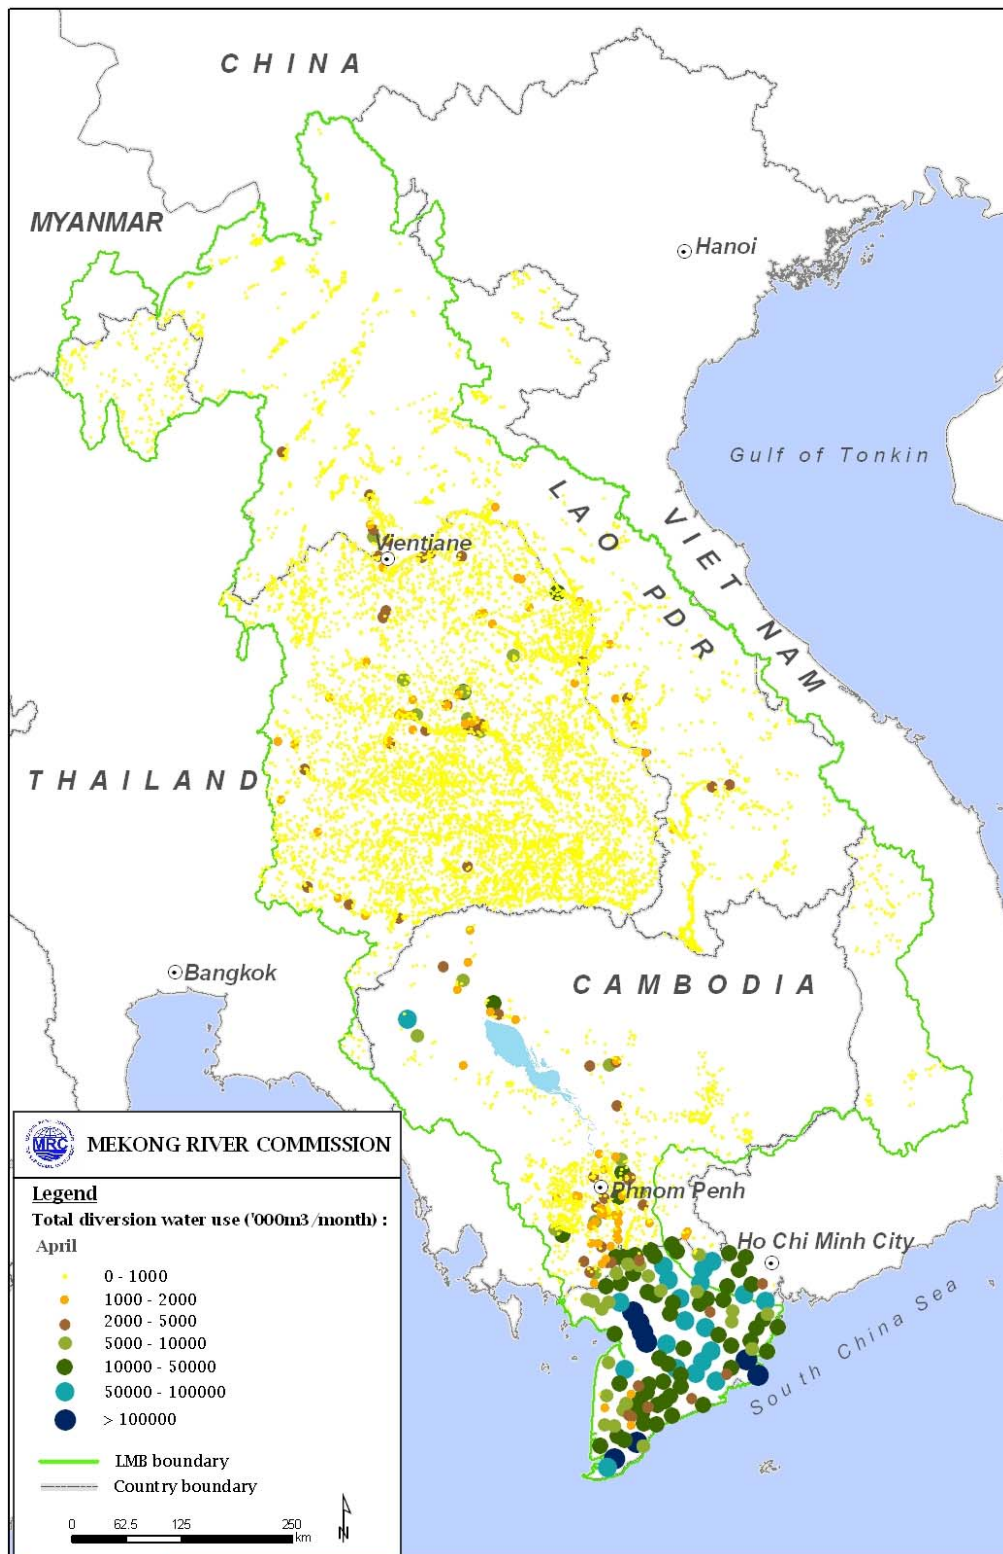 CHINA
MYANMAR
Hanoi
Gulf of Tonkin
LAO PDR
VIET NAM
Vientiane
THAILAND
Bangkok
CAMBODIA
Phnom Penh
Ho Chi Minh City
South China Sea
MRC
MEKONG RIVER COMMISSION
Legend
Total diversion water use ('000m3/month) :
April
0 - 1000
1000 - 2000
2000 - 5000
5000 - 10000
10000 - 50000
50000 - 100000
> 100000
LMB boundary
Country boundary
0 62.5 125 250
km
N